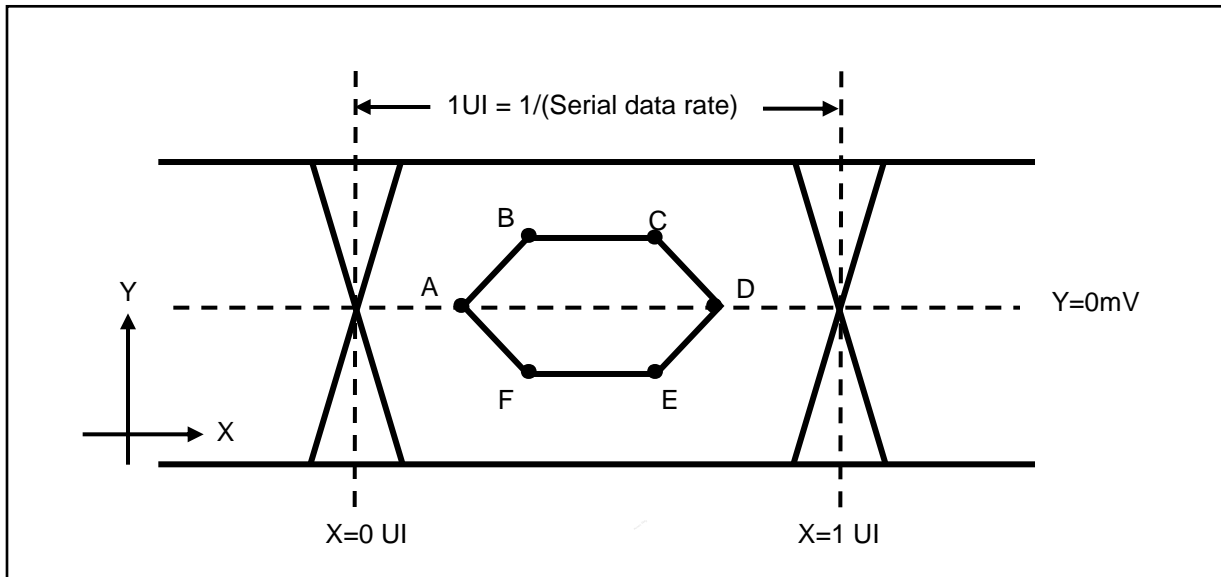 1UI = 1/(Serial data rate)
B
C
A
D
Y
Y=0mV
F
E
X
X=0 UI
X=1 UI